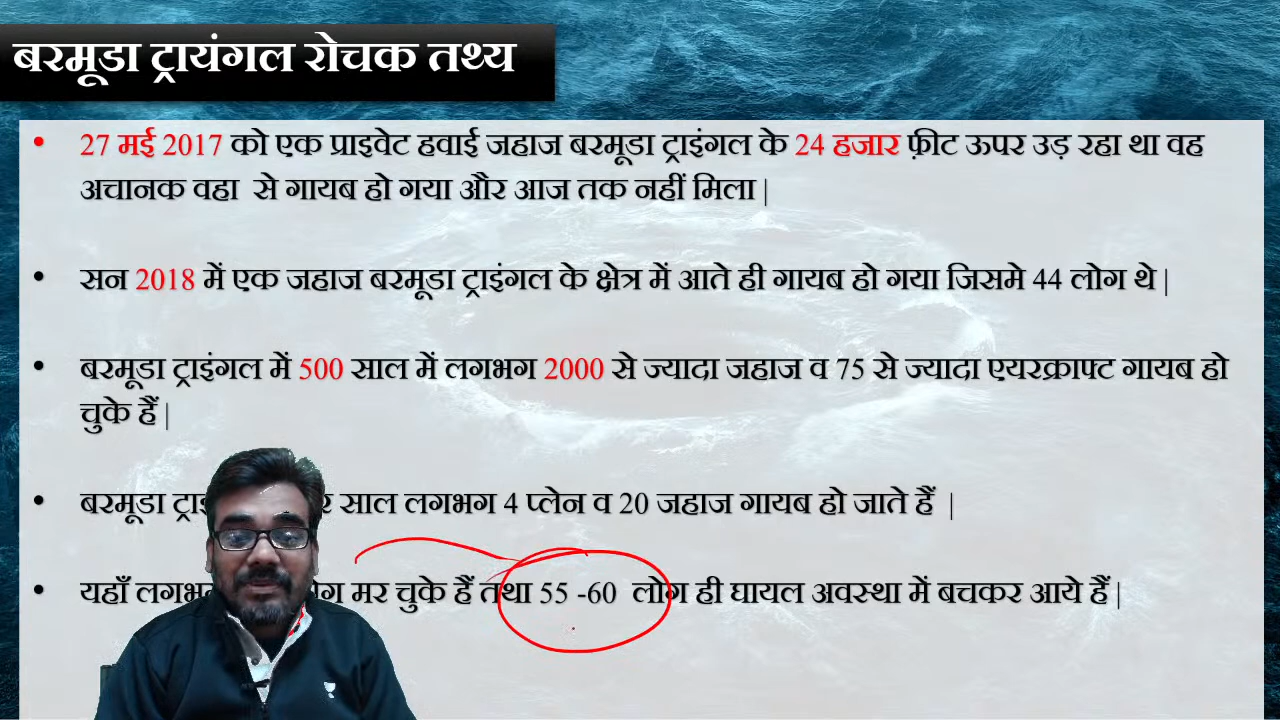 बरमूडा ट्रायंगल रोचक तथ्य
• 27 मई 2017 को एक प्राइवेट हवाई जहाज बरमूडा ट्राइंगल के 24 हजार फ़ीट ऊपर उड़ रहा था वह
अचानक वहा से गायब हो गया और आज तक नहीं मिला |
• सन 2018 में एक जहाज बरमूडा ट्राइंगल के क्षेत्र में आते ही गायब हो गया जिसमे 44 लोग थे |
• बरमूडा ट्राइंगल में 500 साल में लगभग 2000 से ज्यादा जहाज व 75 से ज्यादा एयरक्राफ्ट गायब हो
चुके हैं |
• बरमूडा साल लगभग 4 प्लेन व 20 जहाज गायब हो जाते हैं |
• यहाँ मर चुके हैं तथा 55 -60 लोग ही घायल अवस्था में बचकर आये हैं |